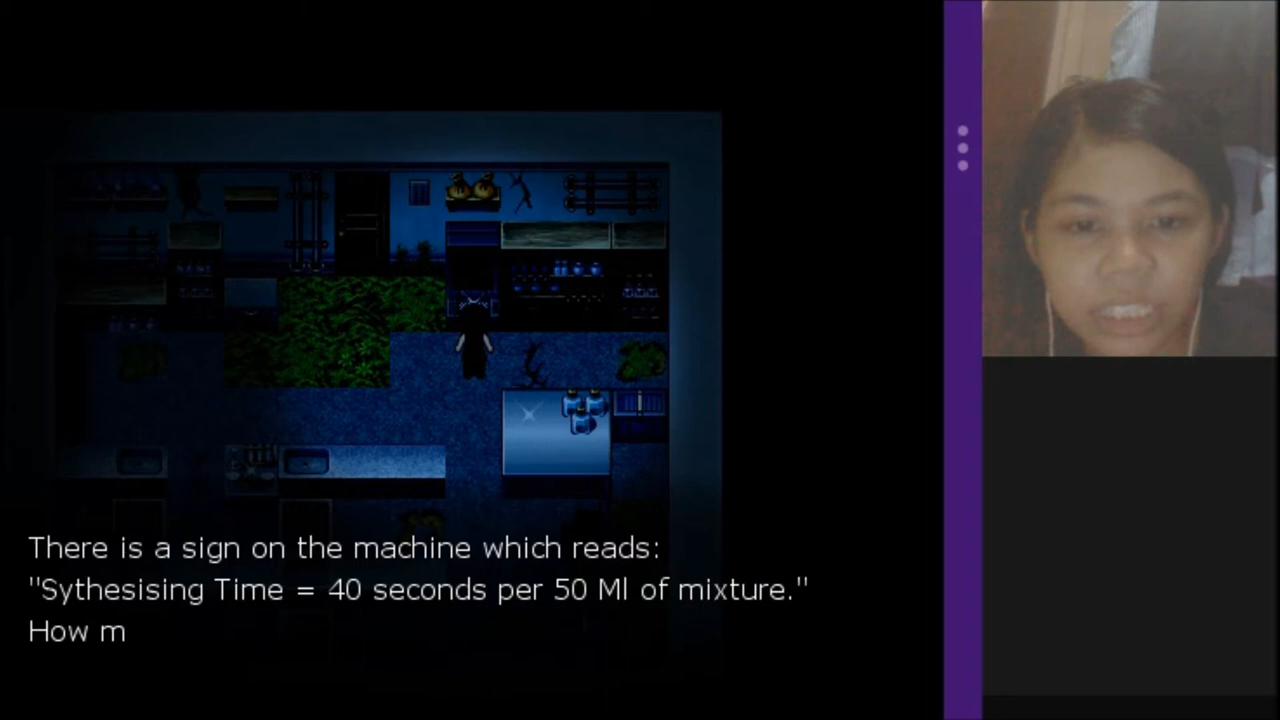 There is a sign on the machine which reads:
"Sythesising Time = 40 seconds per 50 Ml of mixture."
How m